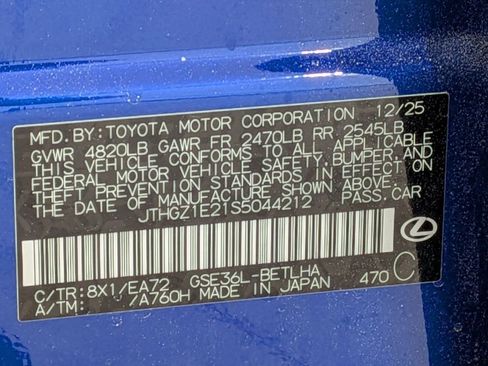 MFD. BY: TOYOTA MOTOR CORPORATION 12/25
GVWR 4820LB GAWR FR 2470LB RR 2545LB
THIS VEHICLE CONFORMS TO ALL APPLICABLE
FEDERAL MOTOR VEHICLE SAFETY, BUMPER, AND
THEFT PREVENTION STANDARDS IN EFFECT ON
THE DATE OF MANUFACTURE SHOWN ABOVE.
JTHGZ1E21S5044212 PASS. CAR
C/TR: 8X1/EA72 GSE36L-BETLHA
A/TM: /A760H MADE IN JAPAN 470 C